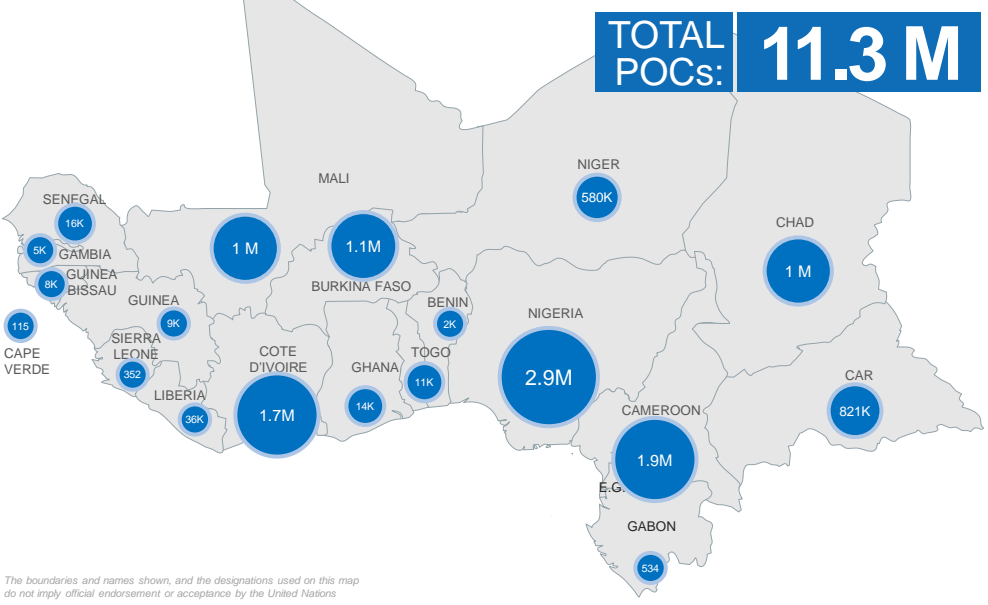 TOTAL
POCs:
11.3 M
MALI
NIGER
580K
SENEGAL
16K
CHAD
1 M
1 M
1.1M
5K
GAMBIA
8K
GUINEA
BISSAU
BURKINA FASO
GUINEA
9K
BENIN
2K
NIGERIA
2.9M
115
CAPE
VERDE
SIERRA
LEONE
352
COTE
D'IVOIRE
1.7M
GHANA
14K
TOGO
11K
LIBERIA
36K
CAR
821K
CAMEROON
1.9M
E.G.
GABON
534
The boundaries and names shown, and the designations used on this map
do not imply official endorsement or acceptance by the United Nations